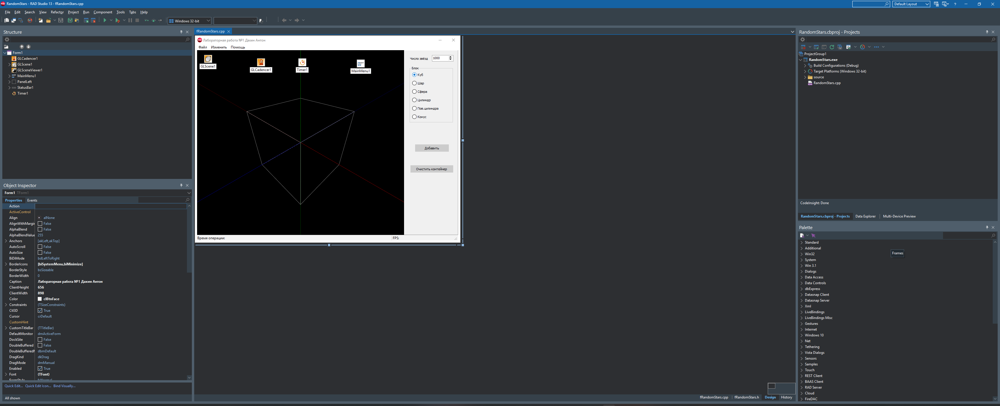 RandomStars - RAD Studio 13 - fRandomStars.cpp
Default Layout
File Edit Search View Refactor Project Run Component Tools Tabs Help
Windows 32-bit
Structure
Form1
GLCadencer1
GLScene1
GLSceneViewer1
MainMenu1
PanelLeft
StatusBar1
Timer1
Object Inspector
Form1 TForm1
Properties Events
Action
ActiveControl
Align alNone
AlignWithMargin False
AlphaBlend False
AlphaBlendValue 255
Anchors [akLeft,akTop]
AutoScroll False
AutoSize False
BiDiMode bdLeftToRight
BorderIcons [biSystemMenu,biMinimize]
BorderStyle bsSizeable
BorderWidth 0
Caption Лабораторная работа №1 Дахин Антон
ClientHeight 656
ClientWidth 898
Color clBtnFace
Constraints (TSizeConstraints)
Ctl3D True
Cursor crDefault
CustomHint
CustomTitleBar (TTitleBar)
DefaultMonitor dmActiveForm
DockSite False
DoubleBuffered False
DoubleBufferedM dbmDefault
DragKind dkDrag
DragMode dmManual
Enabled True
Font (TFont)
FormStyle fsNormal
Quick Edit... Quick Edit Icon... Bind Visually...
All shown
fRandomStars.cpp
Лабораторная работа №1 Дахин Антон
Файл Изменить Помощь
GLScene1
GLCadencer1
Timer1
MainMenu1
Число звёзд 1000
Блок
Куб
Шар
Сфера
Цилиндр
Пов.цилиндра
Конус
Добавить
Очистить контейнер
Время операции: FPS:
fRandomStars.cpp fRandomStars.h Design History
RandomStars.cbproj - Projects
ProjectGroup1
RandomStars.exe
Build Configurations (Debug)
Target Platforms (Windows 32-bit)
source
RandomStars.cpp
CodeInsight: Done
RandomStars.cbproj - Projects Data Explorer Multi-Device Preview
Palette
Standard
Additional
Win32
System
Win 3.1
Dialogs
Data Access
Data Controls
dbExpress
Datasnap Client
Datasnap Server
Xml
LiveBindings
LiveBindings Misc
Gestures
Internet
Windows 10
Net
Tethering
Vista Dialogs
Sensors
Samples
Touch
REST Client
BAAS Client
RAD Server
Cloud
FireDAC
Frames